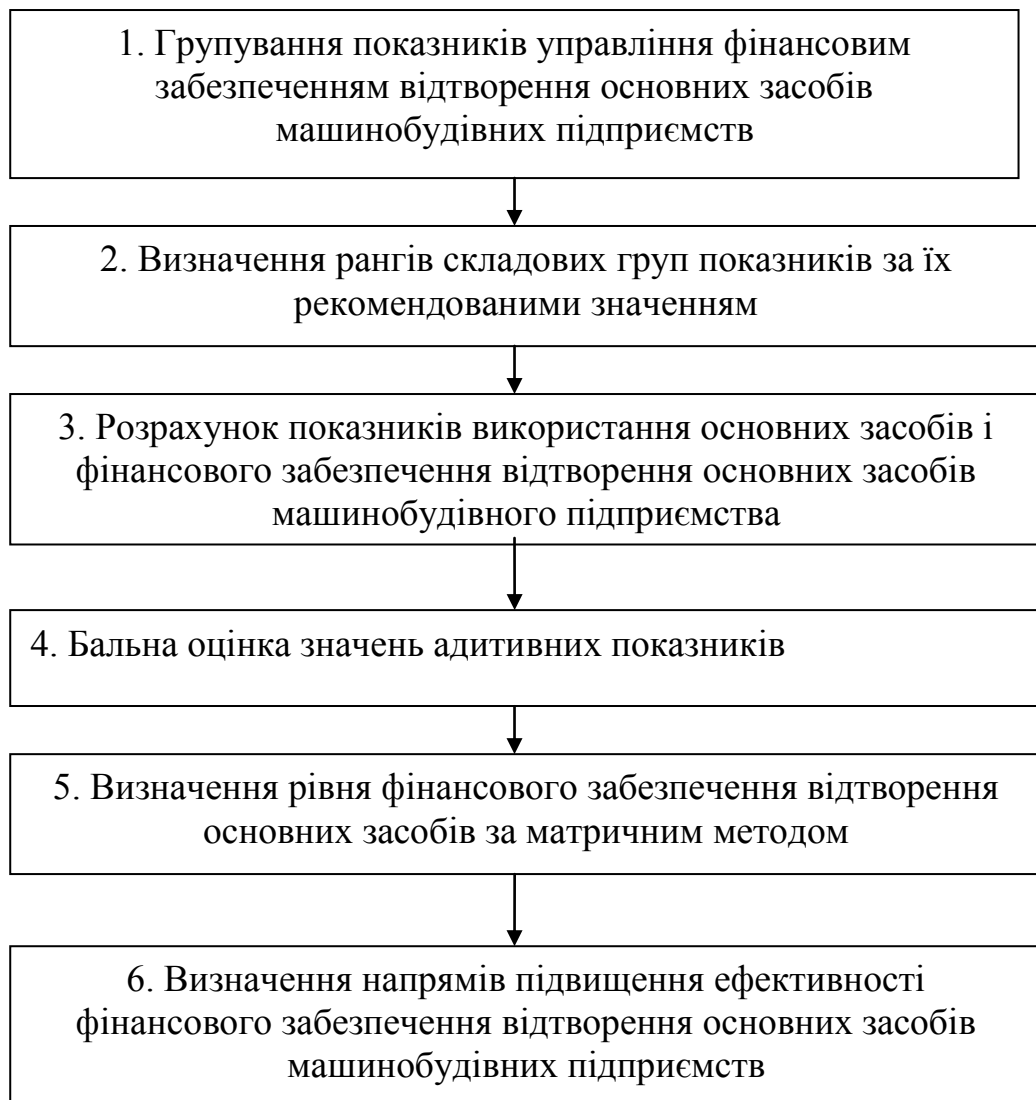 1. Групування показників управління фінансовим
забезпеченням відтворення основних засобів
машинобудівних підприємств
2. Визначення рангів складових груп показників за їх
рекомендованими значенням
3. Розрахунок показників використання основних засобів і
фінансового забезпечення відтворення основних засобів
машинобудівного підприємства
4. Бальна оцінка значень адитивних показників
5. Визначення рівня фінансового забезпечення відтворення
основних засобів за матричним методом
6. Визначення напрямів підвищення ефективності
фінансового забезпечення відтворення основних засобів
машинобудівних підприємств